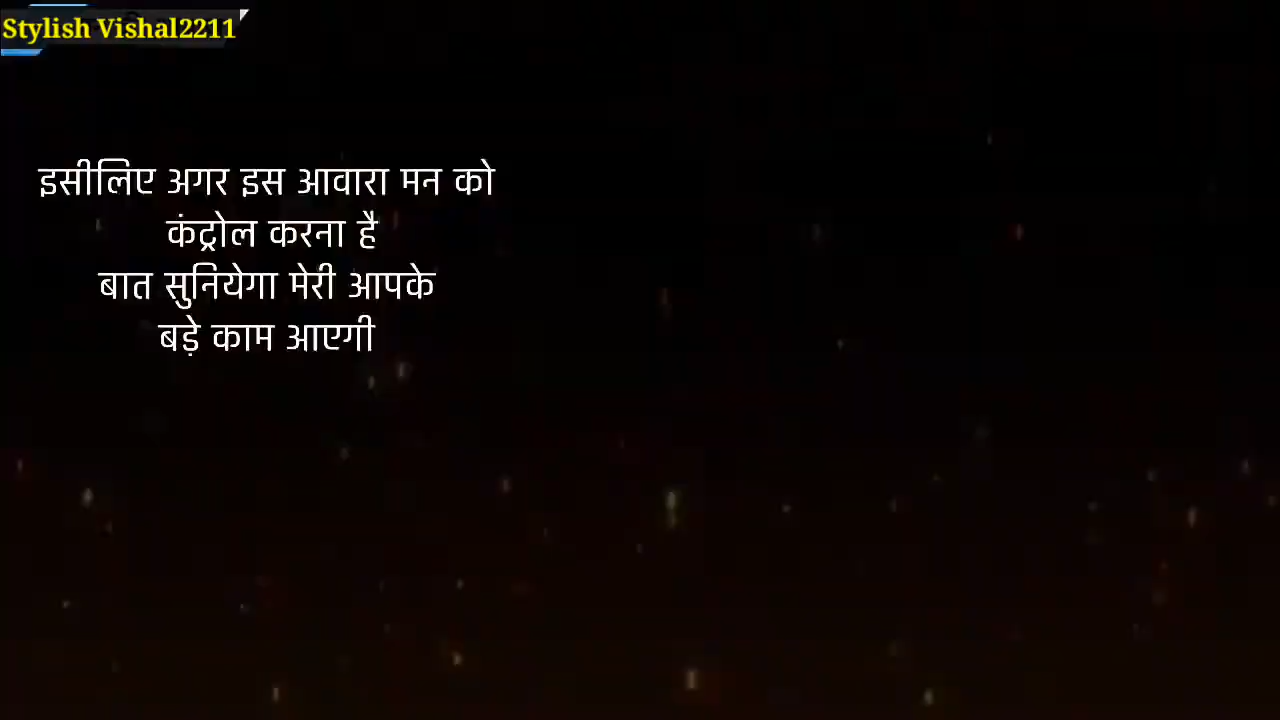 Stylish Vishal2211
इसीलिए अगर इस आवारा मन को
कंट्रोल करना है
बात सुनियेगा मेरी आपके
बड़े काम आएगी